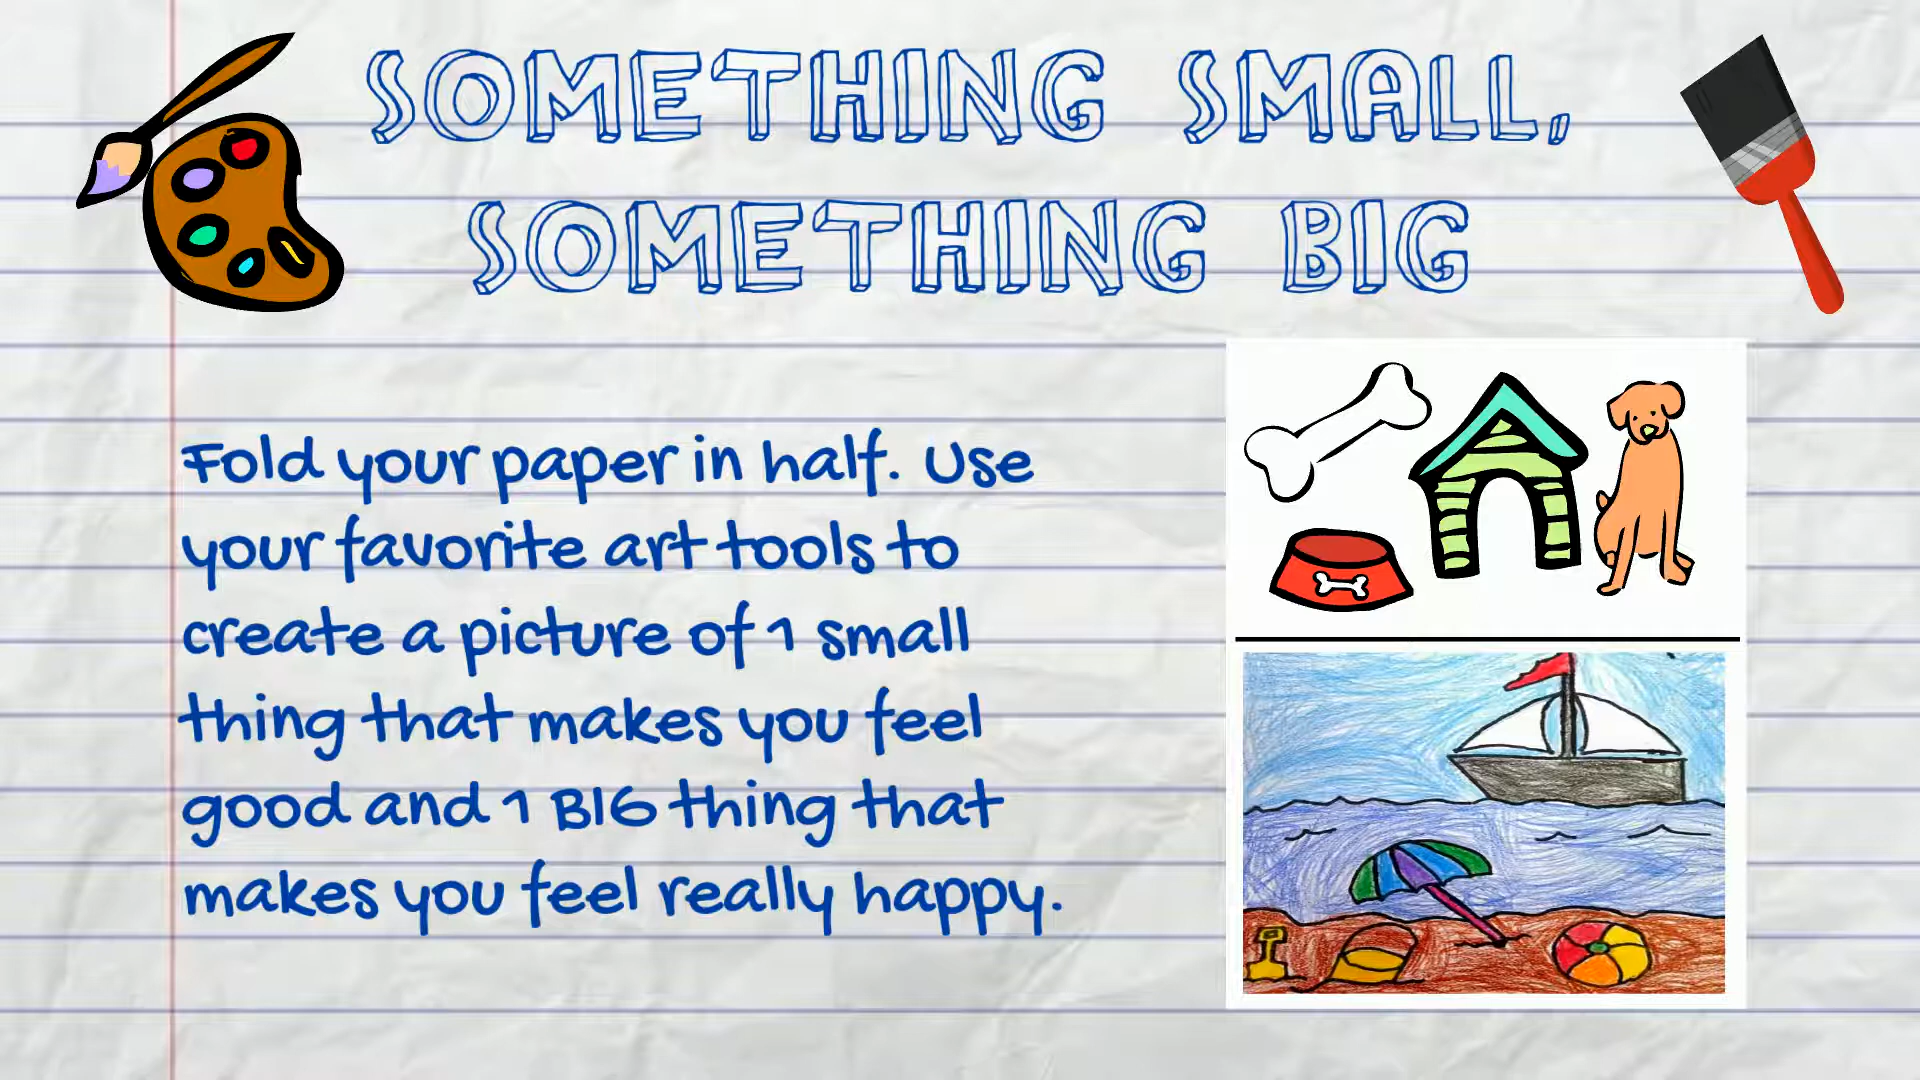 SOMETHING SMALL,
SOMETHING BIG
Fold your paper in half. Use
your favorite art tools to
create a picture of 1 small
thing that makes you feel
good and 1 BIG thing that
makes you feel really happy.